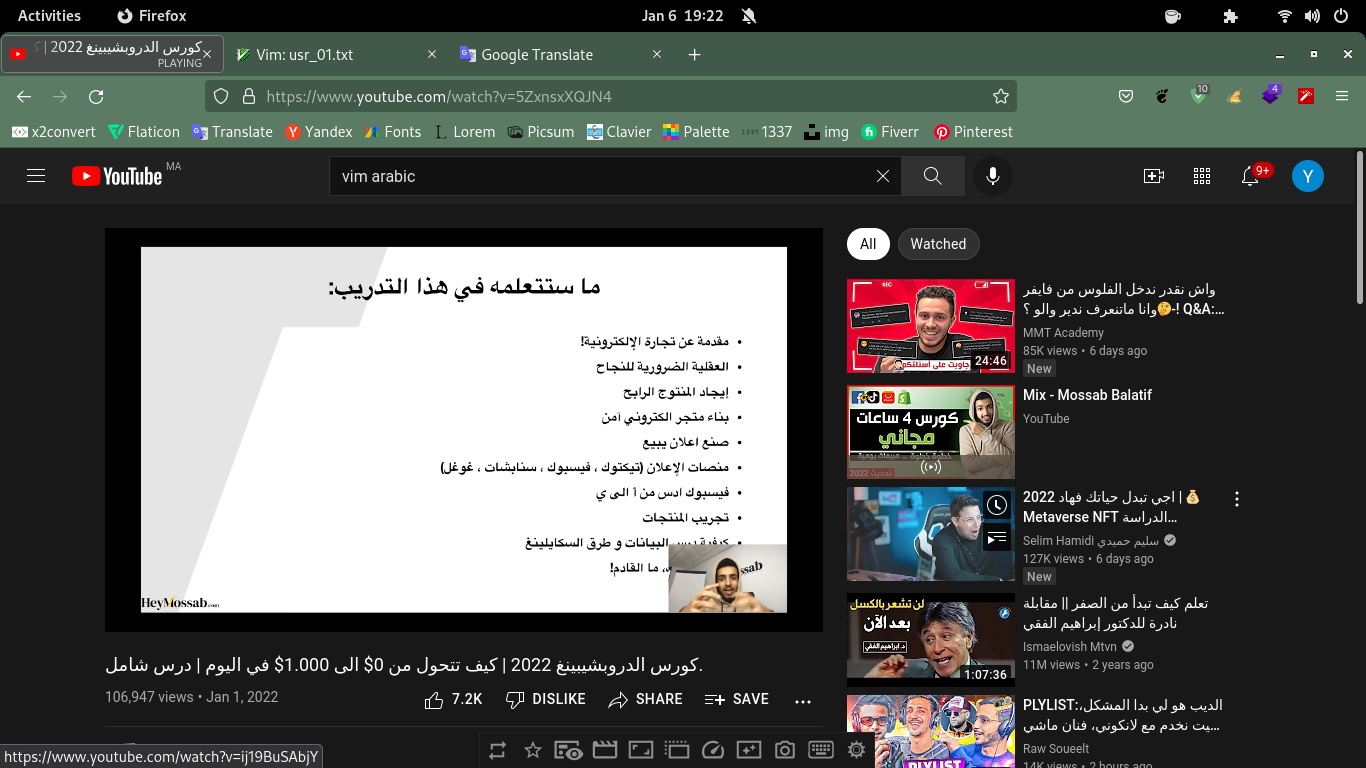 Activities
Firefox
Jan 6 19:22
كورس الدروبشيبينغ 2022 | ك
PLAYING
Vim: usr_01.txt
Google Translate
https://www.youtube.com/watch?v=5ZxnsxXQJN4
10
4
x2convert
Flaticon
Translate
Yandex
Fonts
Lorem
Picsum
Clavier
Palette
1337
img
Fiverr
Pinterest
YouTube MA
vim arabic
9+
Y
ما ستتعلمه في هذا التدريب:
• مقدمة عن تجارة الإلكترونية!
• العقلية الضرورية للنجاح
• إيجاد المنتوج الرابح
• بناء متجر الكتروني آمن
• صنع اعلان يبيع
• منصات الإعلان (تيكتوك ، فيسبوك ، سنابشات ، غوغل)
• فيسبوك ادس من أ الى ي
• تجريب المنتجات
البيانات و طرق السكايلينغ
ما القادم!
HeyMossab.com
كورس الدروبشيبينغ 2022 | كيف تتحول من 0$ الى 1.000$ في اليوم | درس شامل.
106,947 views • Jan 1, 2022
7.2K
DISLIKE
SHARE
SAVE
All
Watched
REC
24:46
واش نقدر ندخل الفلوس من فايفر
وانا ماتنعرف ندير والو ؟🤔-! Q&A:...
MMT Academy
85K views • 6 days ago
New
كورس 4 ساعات
مجاني
تحديث 2022
Mix - Mossab Balatif
YouTube
2022 اجي تبدل حياتك فهاد | 💰
Metaverse NFT الدراسة...
Selim Hamidi سليم حميدي
127K views • 6 days ago
New
لن تشعر بالكسل
بعد الآن
د. ابراهيم الفقي
1:07:36
تعلم كيف تبدأ من الصفر || مقابلة
نادرة للدكتور إبراهيم الفقي
Ismaelovish Mtvn
11M views • 2 years ago
PLYLIST
PLYLIST:الديب هو لي بدا المشكل،
يت نخدم مع لانكوني، فنان ماشي...
Raw Soueelt
14K views • 2 hours ago
https://www.youtube.com/watch?v=ij19BuSAbjY